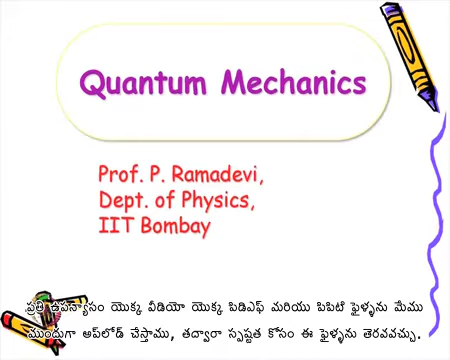 Quantum Mechanics
Prof. P. Ramadevi,
Dept. of Physics,
IIT Bombay
ప్రతి ఉపన్యాసం యొక్క వీడియో యొక్క పిడిఎఫ్ మరియు పిపిటి ఫైళ్ళను మేము
ముందుగా అప్‌లోడ్ చేస్తాము, తద్వారా స్పష్టత కోసం ఈ ఫైళ్ళను తెరవవచ్చు.